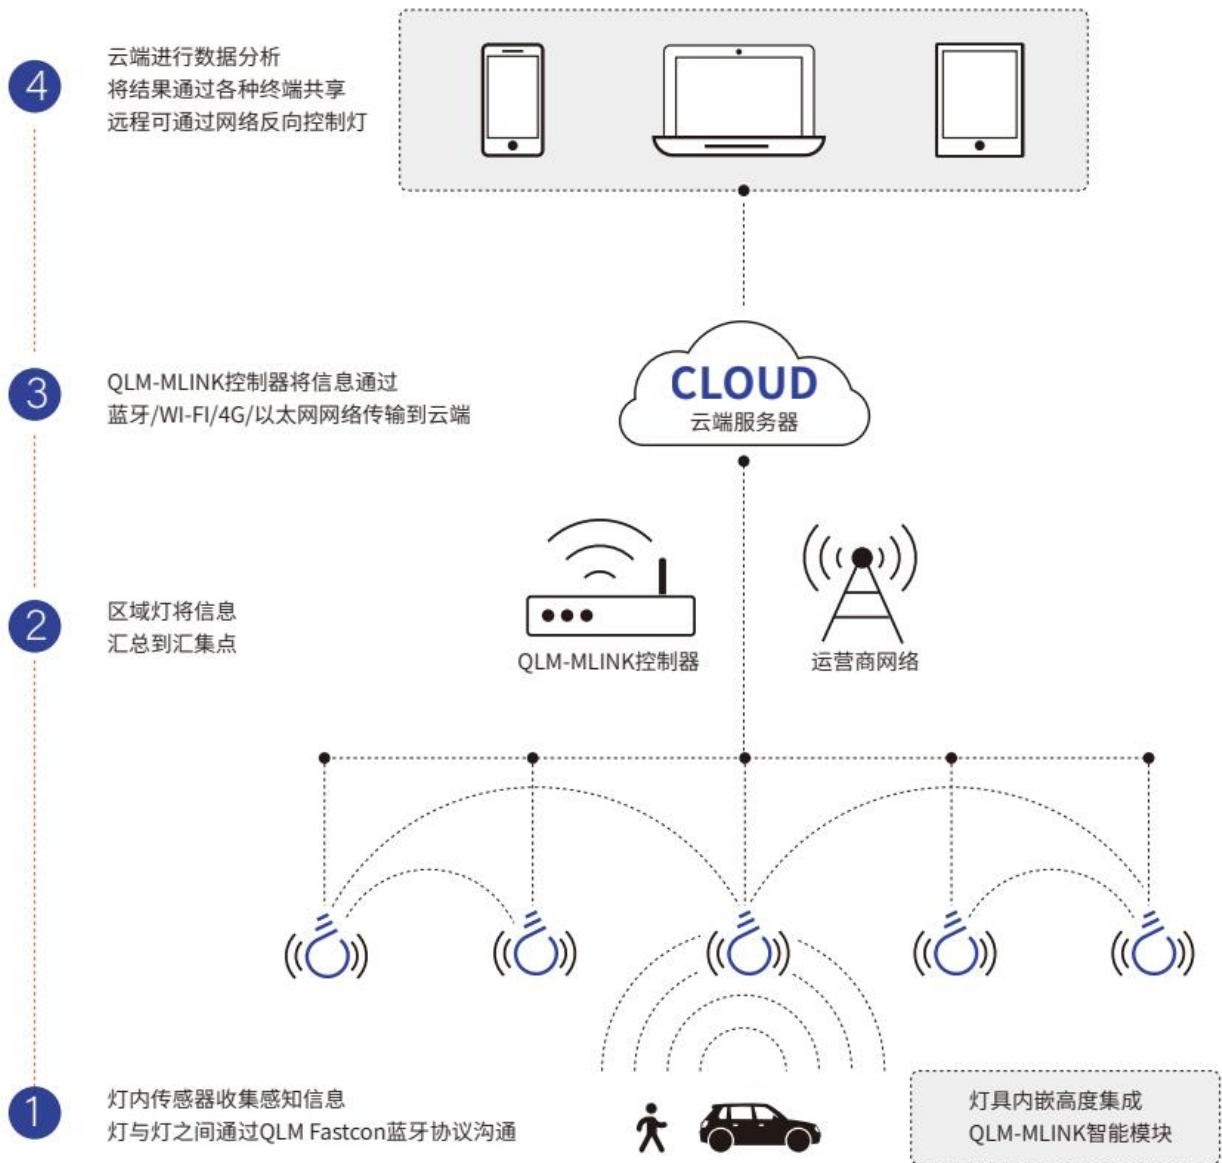 4
云端进行数据分析
将结果通过各种终端共享
远程可通过网络反向控制灯
3
QLM-MLINK控制器将信息通过
蓝牙/WI-FI/4G/以太网网络传输到云端
CLOUD
云端服务器
2
区域灯将信息
汇总到汇集点
QLM-MLINK控制器
运营商网络
1
灯内传感器收集感知信息
灯与灯之间通过QLM Fastcon蓝牙协议沟通
灯具内嵌高度集成
QLM-MLINK智能模块